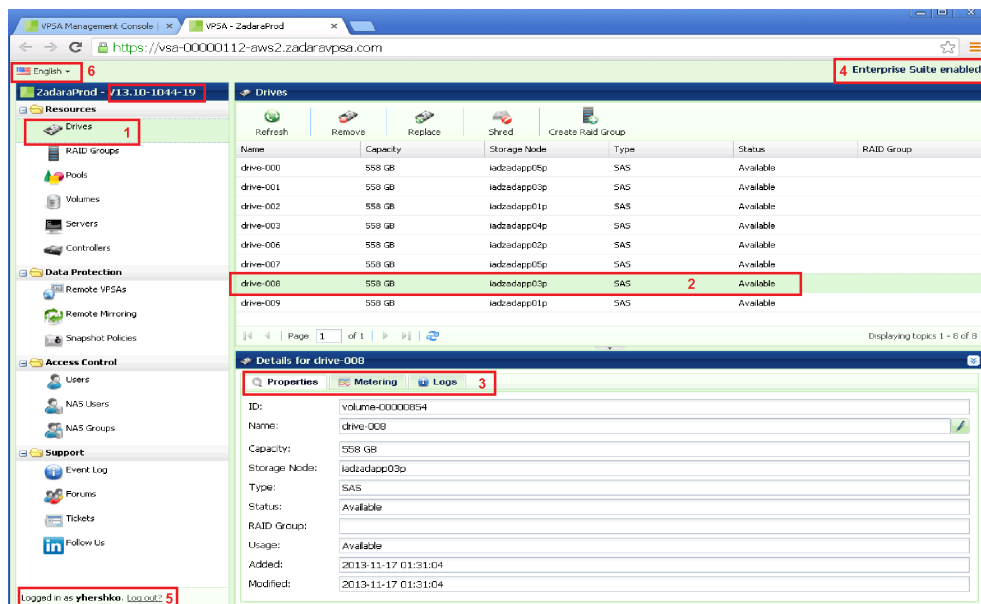 VPSA Management Console | ×
VPSA - ZadaraProd ×
https://vsa-00000112-aws2.zadaravpsa.com
English 6
4 Enterprise Suite enabled
ZadaraProd - V13.10-1044-19
Resources
Drives 1
RAID Groups
Pools
Volumes
Servers
Controllers
Data Protection
Remote VPSAs
Remote Mirroring
Snapshot Policies
Access Control
Users
NAS Users
NAS Groups
Support
Event Log
Forums
Tickets
in Follow Us
Logged in as yhershko. Log out? 5
Drives
Refresh Remove Replace Shred Create Raid Group
Name Capacity Storage Node Type Status RAID Group
drive-000 558 GB iadzadapp05p SAS Available
drive-001 558 GB iadzadapp03p SAS Available
drive-002 558 GB iadzadapp01p SAS Available
drive-003 558 GB iadzadapp04p SAS Available
drive-006 558 GB iadzadapp02p SAS Available
drive-007 558 GB iadzadapp05p SAS Available
drive-008 558 GB iadzadapp03p SAS 2 Available
drive-009 558 GB iadzadapp01p SAS Available
Page 1 of 1
Displaying topics 1 - 8 of 8
Details for drive-008
Properties Metering Logs 3
ID: volume-00000854
Name: drive-008
Capacity: 558 GB
Storage Node: iadzadapp03p
Type: SAS
Status: Available
RAID Group:
Usage: Available
Added: 2013-11-17 01:31:04
Modified: 2013-11-17 01:31:04